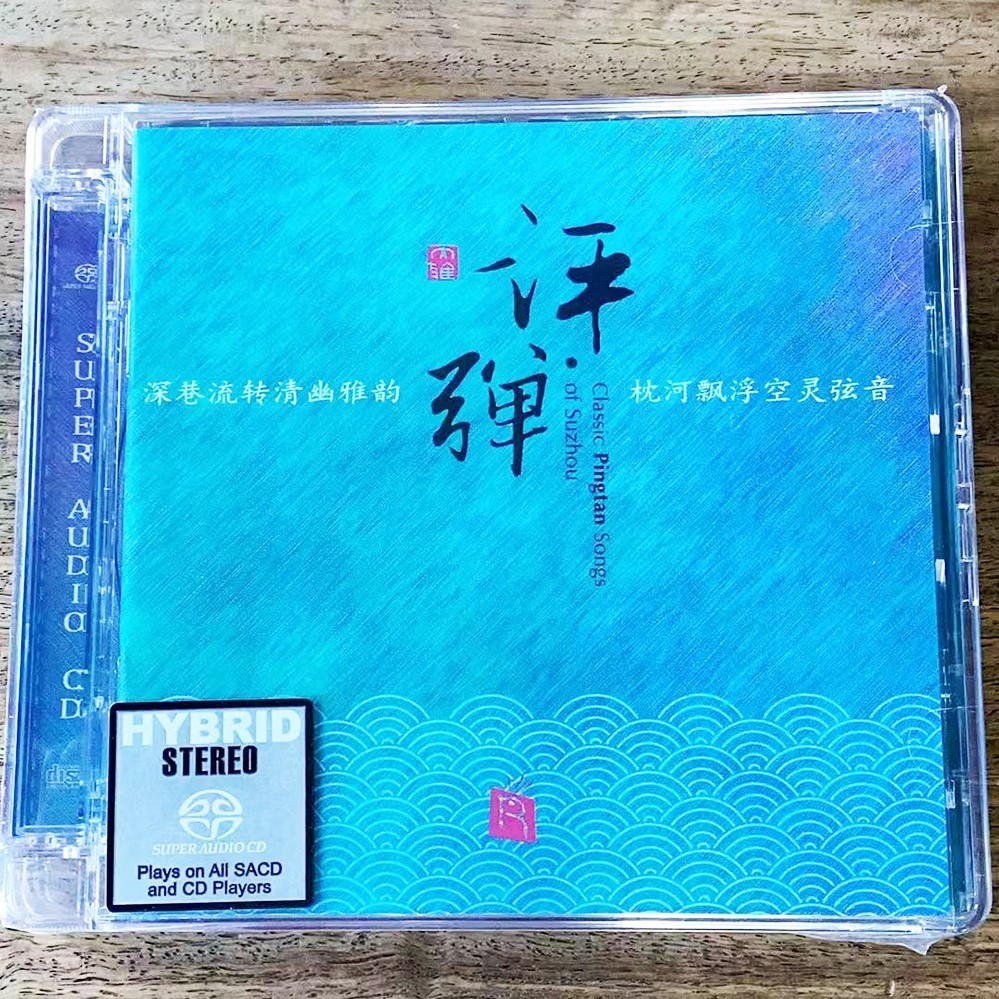 SUPER AUDIO CD
评
彈
深巷流转清幽雅韵
枕河飘浮空灵弦音
Classic Pingtan Songs
of Suzhou
HYBRID
STEREO
SUPER AUDIO CD
Plays on All SACD
and CD Players